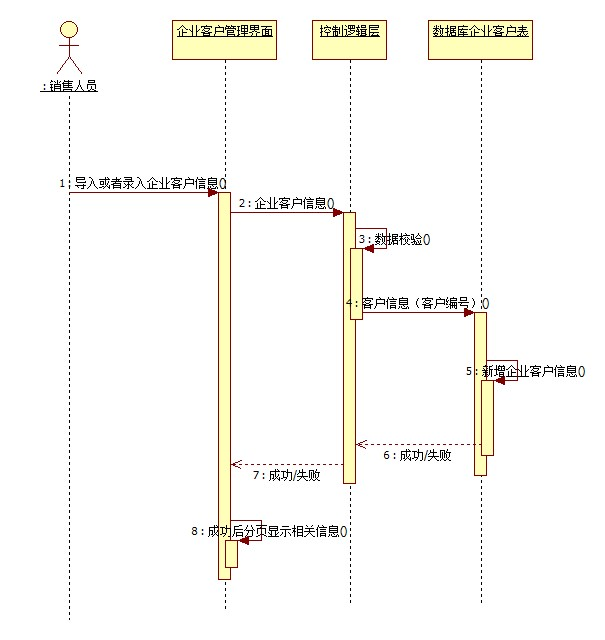 企业客户管理界面
控制逻辑层
数据库企业客户表
：销售人员
1：导入或者录入企业客户信息()
2：企业客户信息()
3：数据校验()
4：客户信息（客户编号）()
5：新增企业客户信息()
6：成功/失败
7：成功/失败
8：成功后分页显示相关信息()